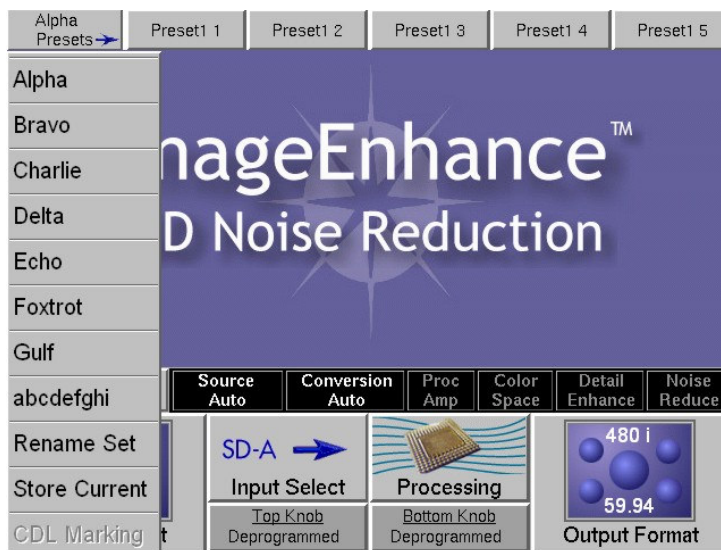 Alpha
Presets
Preset1 1
Preset1 2
Preset1 3
Preset1 4
Preset1 5
Alpha
Bravo
Charlie
Delta
Echo
Foxtrot
Gulf
abcdefghi
Rename Set
Store Current
CDL Marking
nageEnhance™
D Noise Reduction
Source
Auto
Conversion
Auto
Proc
Amp
Color
Space
Detail
Enhance
Noise
Reduce
SD-A
Input Select
Processing
480 i
59.94
t
Output Format
Top Knob
Deprogrammed
Bottom Knob
Deprogrammed